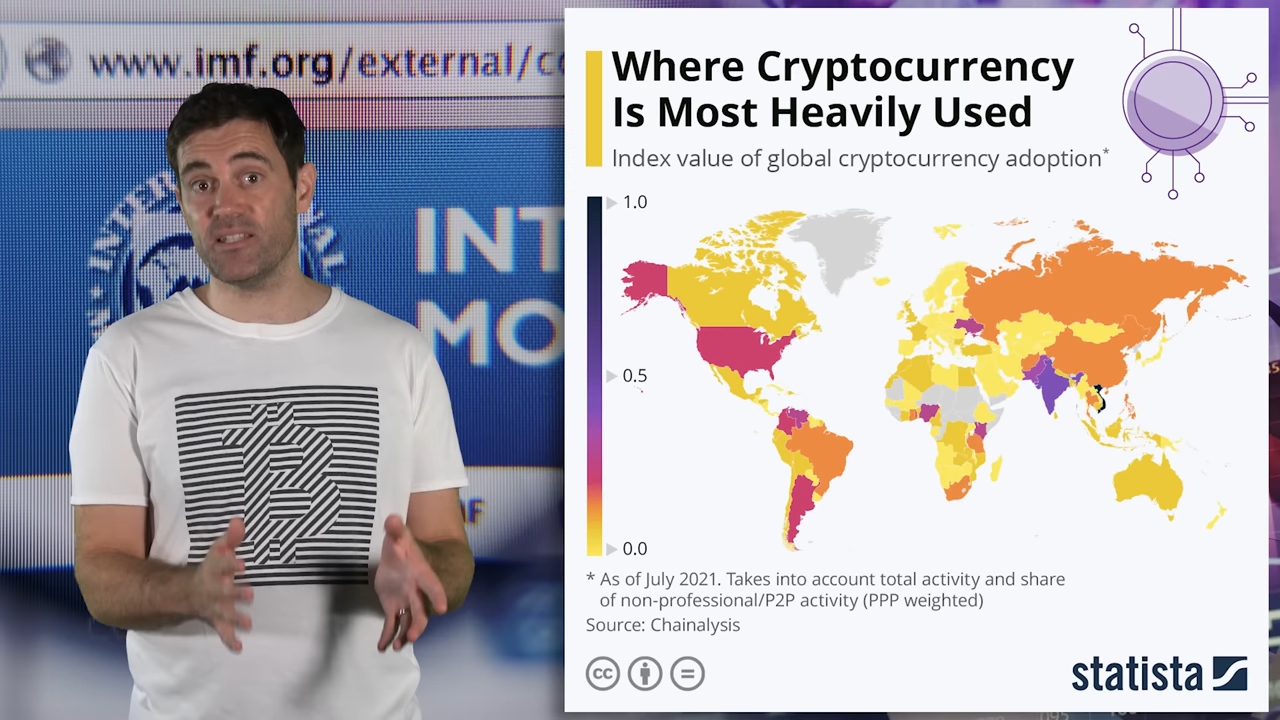 www.imf.org/external/
INT
MO
Where Cryptocurrency
Is Most Heavily Used
Index value of global cryptocurrency adoption*
1.0
0.5
0.0
* As of July 2021. Takes into account total activity and share
of non-professional/P2P activity (PPP weighted)
Source: Chainalysis
cc
=
statista